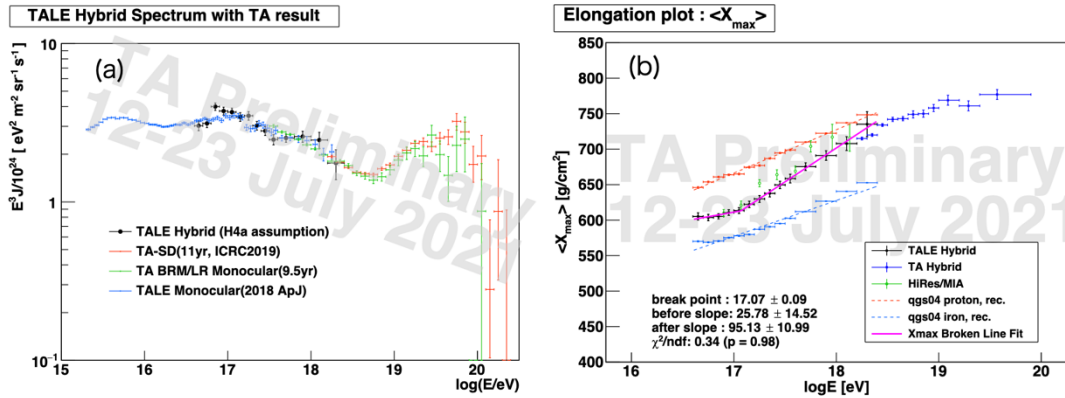 TALE Hybrid Spectrum with TA result
(a)
TA Preliminary
12-23 July 2021
E³J/10²⁴ [eV² m⁻² sr⁻¹ s⁻¹]
10
1
10⁻¹
TALE Hybrid (H4a assumption)
TA-SD(11yr, ICRC2019)
TA BRM/LR Monocular(9.5yr)
TALE Monocular(2018 ApJ)
15 16 17 18 19 20
log(E/eV)
Elongation plot : <Xmax>
(b)
TA Preliminary
12-23 July 2021
<Xmax> [g/cm²]
850
800
750
700
650
600
550
500
450
400
TALE Hybrid
TA Hybrid
HiRes/MIA
qgs04 proton, rec.
qgs04 iron, rec.
Xmax Broken Line Fit
break point : 17.07 ± 0.09
before slope: 25.78 ± 14.52
after slope : 95.13 ± 10.99
χ²/ndf: 0.34 (p = 0.98)
16 17 18 19 20
logE [eV]